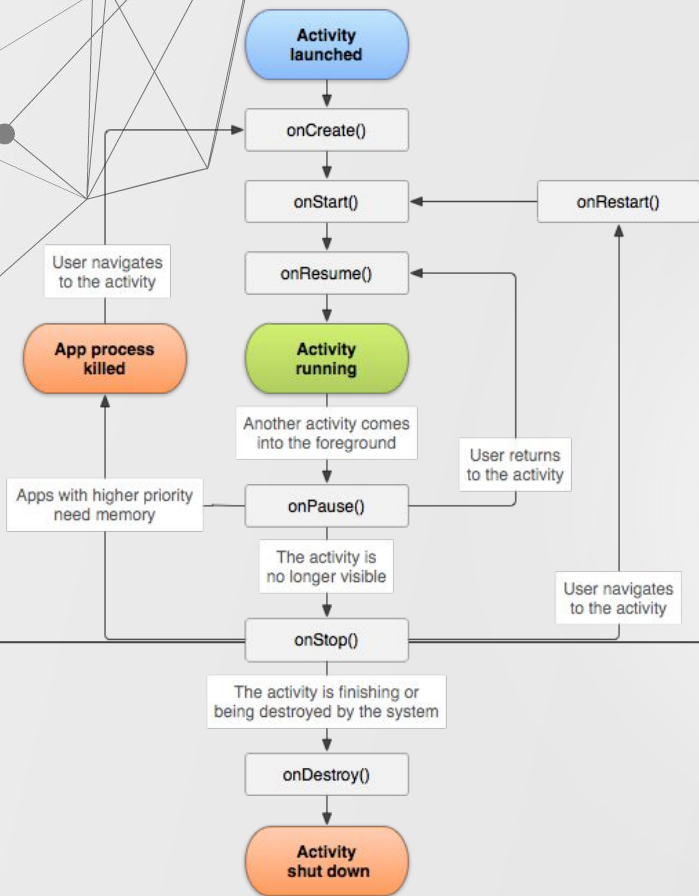 Activity
launched
onCreate()
onStart()
onRestart()
User navigates
to the activity
onResume()
App process
killed
Activity
running
Another activity comes
into the foreground
User returns
to the activity
Apps with higher priority
need memory
onPause()
The activity is
no longer visible
User navigates
to the activity
onStop()
The activity is finishing or
being destroyed by the system
onDestroy()
Activity
shut down